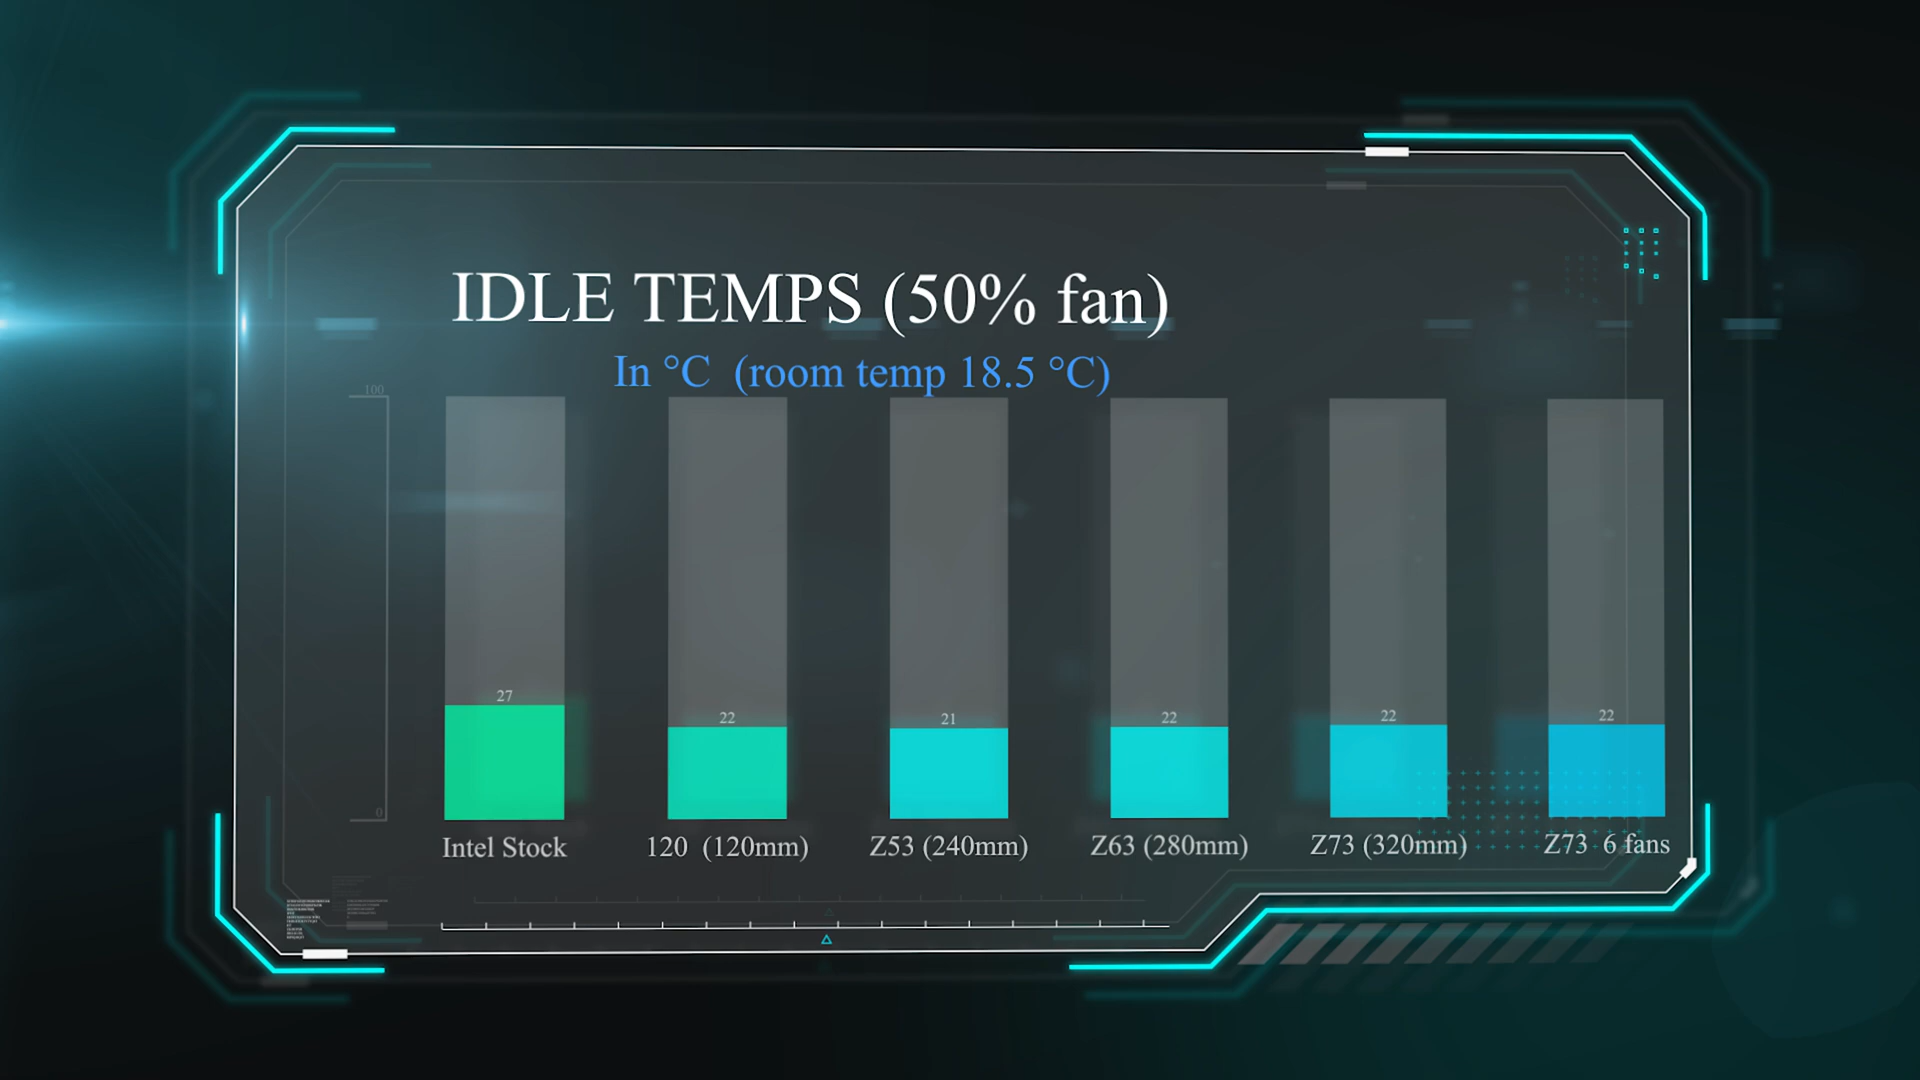 IDLE TEMPS (50% fan)
In °C (room temp 18.5 °C)
100
27
22
21
22
22
22
0
Intel Stock
120 (120mm)
Z53 (240mm)
Z63 (280mm)
Z73 (320mm)
Z73 6 fans